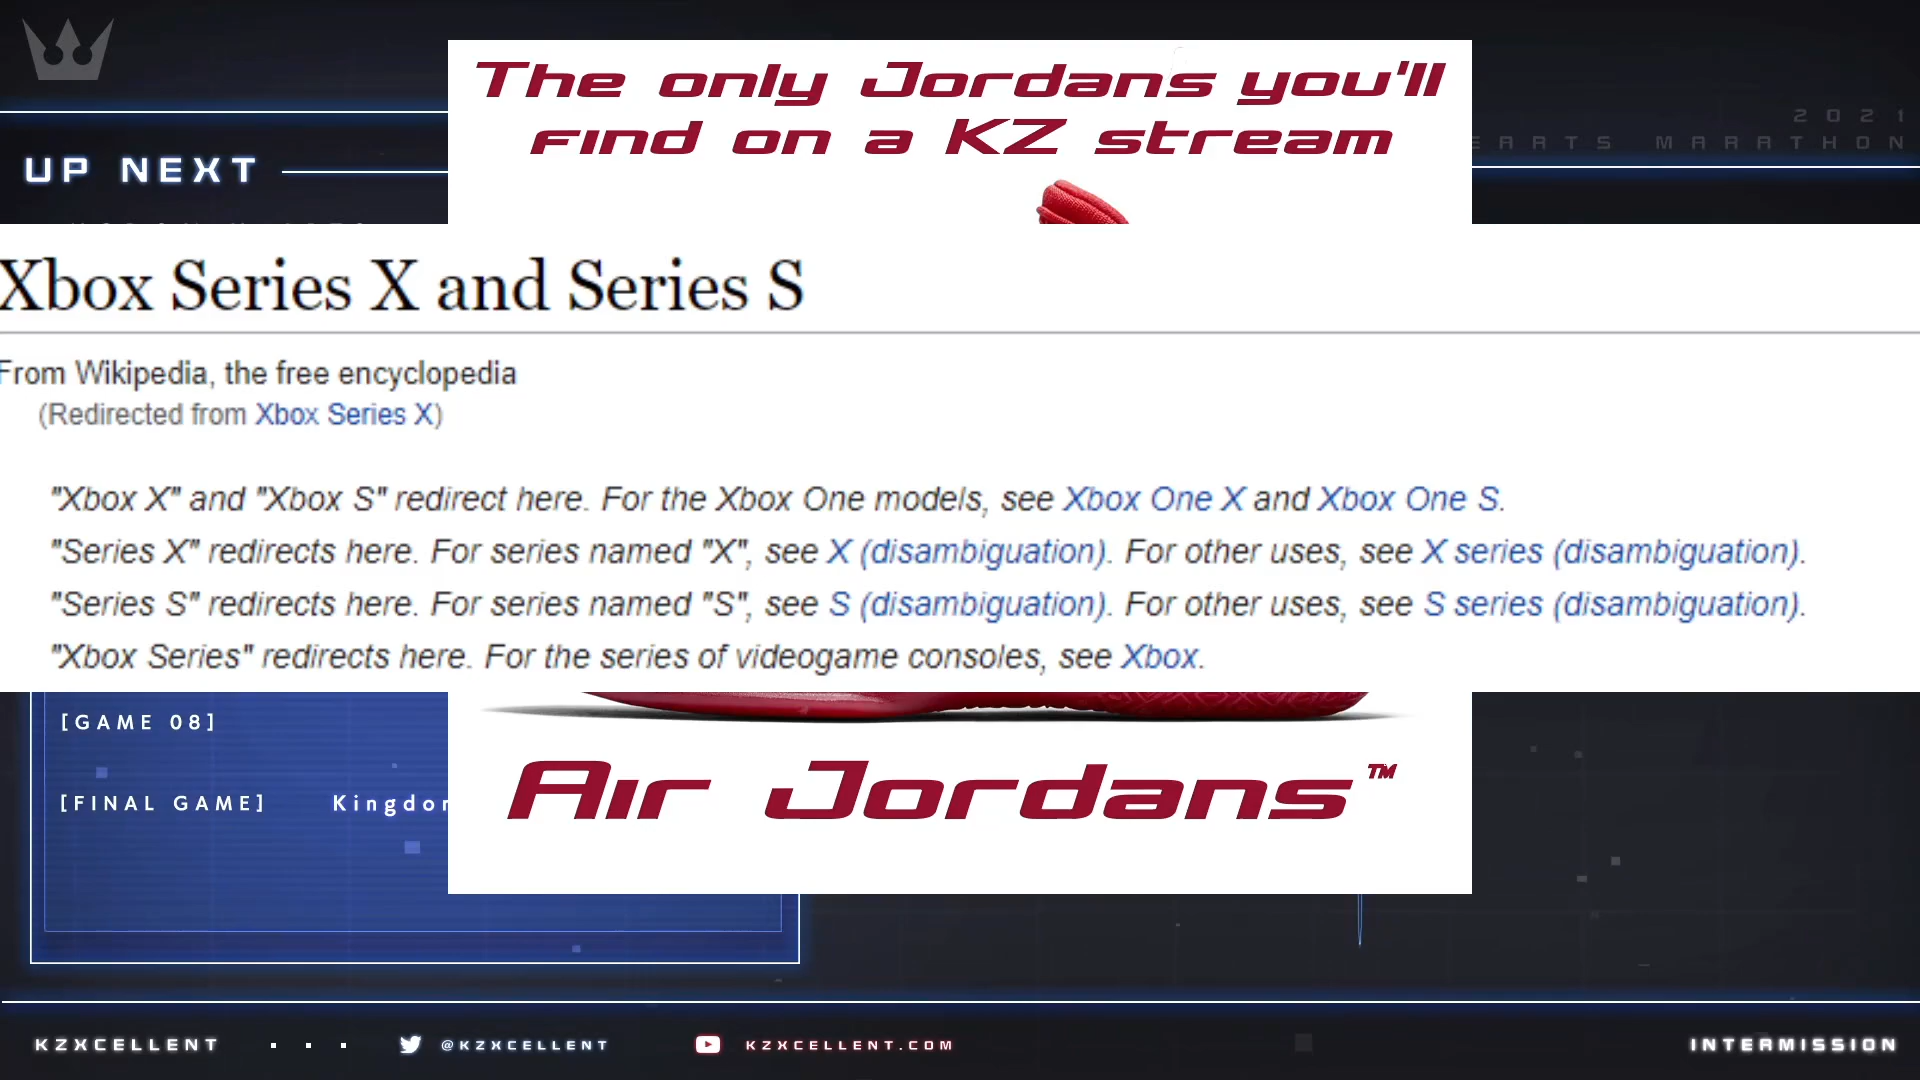 The only Jordans you'll
find on a KZ stream
2021
EARTS MARATHON
UP NEXT
Xbox Series X and Series S
From Wikipedia, the free encyclopedia
(Redirected from Xbox Series X)
"Xbox X" and "Xbox S" redirect here. For the Xbox One models, see Xbox One X and Xbox One S.
"Series X" redirects here. For series named "X", see X (disambiguation). For other uses, see X series (disambiguation).
"Series S" redirects here. For series named "S", see S (disambiguation). For other uses, see S series (disambiguation).
"Xbox Series" redirects here. For the series of videogame consoles, see Xbox.
[GAME 08]
[FINAL GAME] Kingdom
Air Jordans™
KZXCELLENT @KZXCELLENT KZXCELLENT.COM INTERMISSION